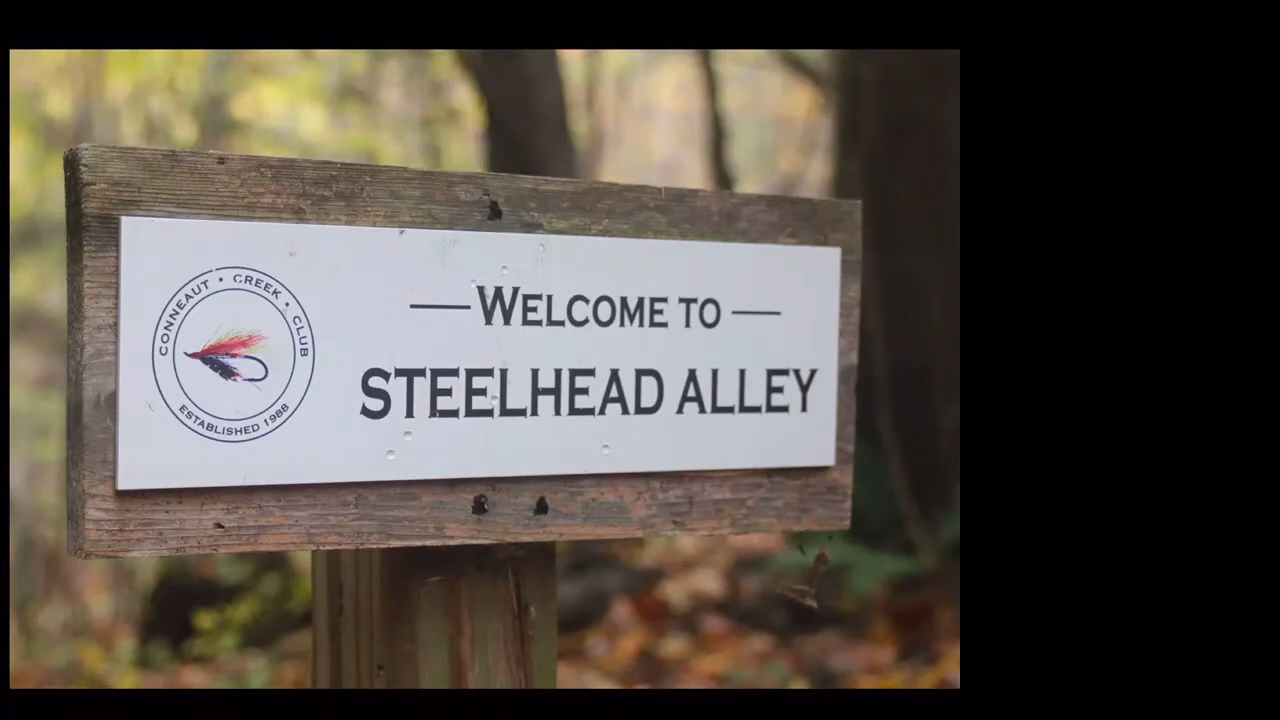 CONNEAUT • CREEK • CLUB
ESTABLISHED 1988
— WELCOME TO —
STEELHEAD ALLEY